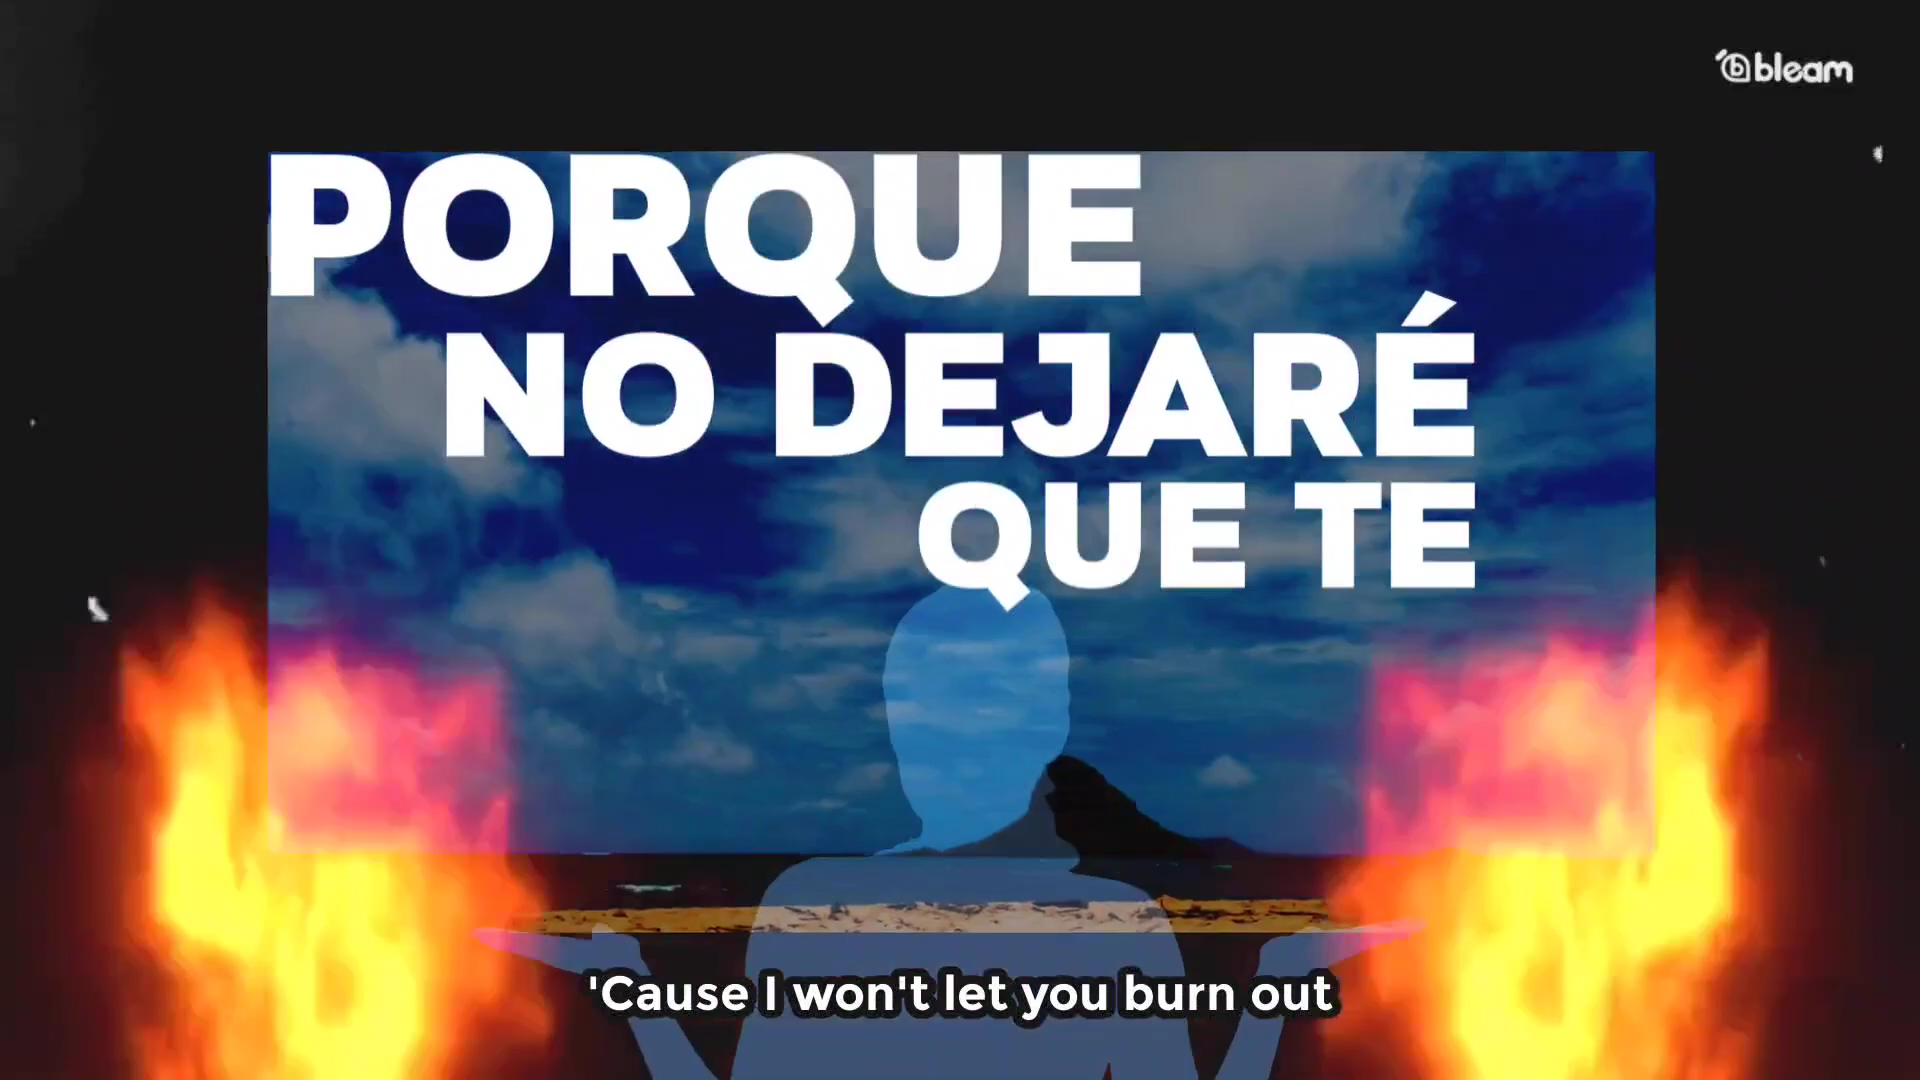 bleam
PORQUE
NO DEJARÉ
QUE TE
'Cause I won't let you burn out